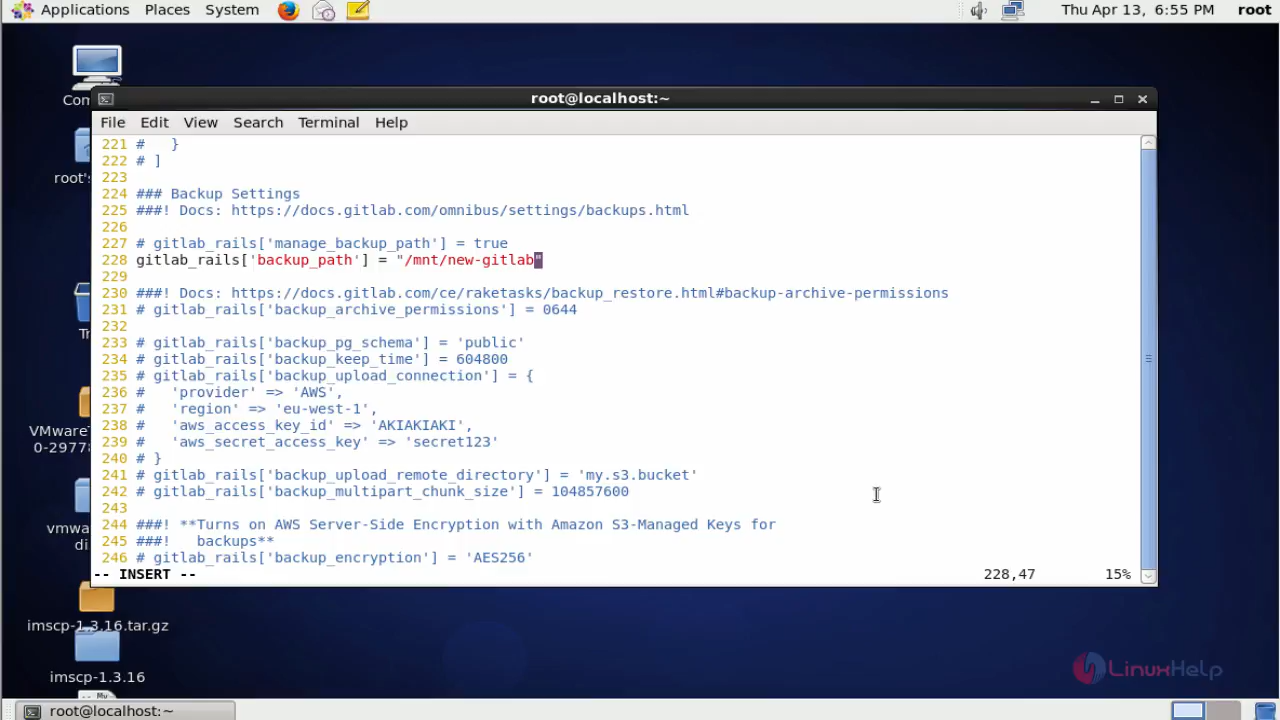 Applications Places System Thu Apr 13, 6:55 PM root
Com
root's
Tr
VMwareT
0-29778
vmwa
di
imscp-1.3.16.tar.gz
imscp-1.3.16
root@localhost:~
File Edit View Search Terminal Help
221 #   }
222 # ]
223
224 ### Backup Settings
225 ###! Docs: https://docs.gitlab.com/omnibus/settings/backups.html
226
227 # gitlab_rails['manage_backup_path'] = true
228 gitlab_rails['backup_path'] = "/mnt/new-gitlab"
229
230 ###! Docs: https://docs.gitlab.com/ce/raketasks/backup_restore.html#backup-archive-permissions
231 # gitlab_rails['backup_archive_permissions'] = 0644
232
233 # gitlab_rails['backup_pg_schema'] = 'public'
234 # gitlab_rails['backup_keep_time'] = 604800
235 # gitlab_rails['backup_upload_connection'] = {
236 #   'provider' => 'AWS',
237 #   'region' => 'eu-west-1',
238 #   'aws_access_key_id' => 'AKIAKIAKI',
239 #   'aws_secret_access_key' => 'secret123'
240 # }
241 # gitlab_rails['backup_upload_remote_directory'] = 'my.s3.bucket'
242 # gitlab_rails['backup_multipart_chunk_size'] = 104857600
243
244 ###! **Turns on AWS Server-Side Encryption with Amazon S3-Managed Keys for
245 ###!   backups**
246 # gitlab_rails['backup_encryption'] = 'AES256'
-- INSERT -- 228,47 15%
LinuxHelp
root@localhost:~